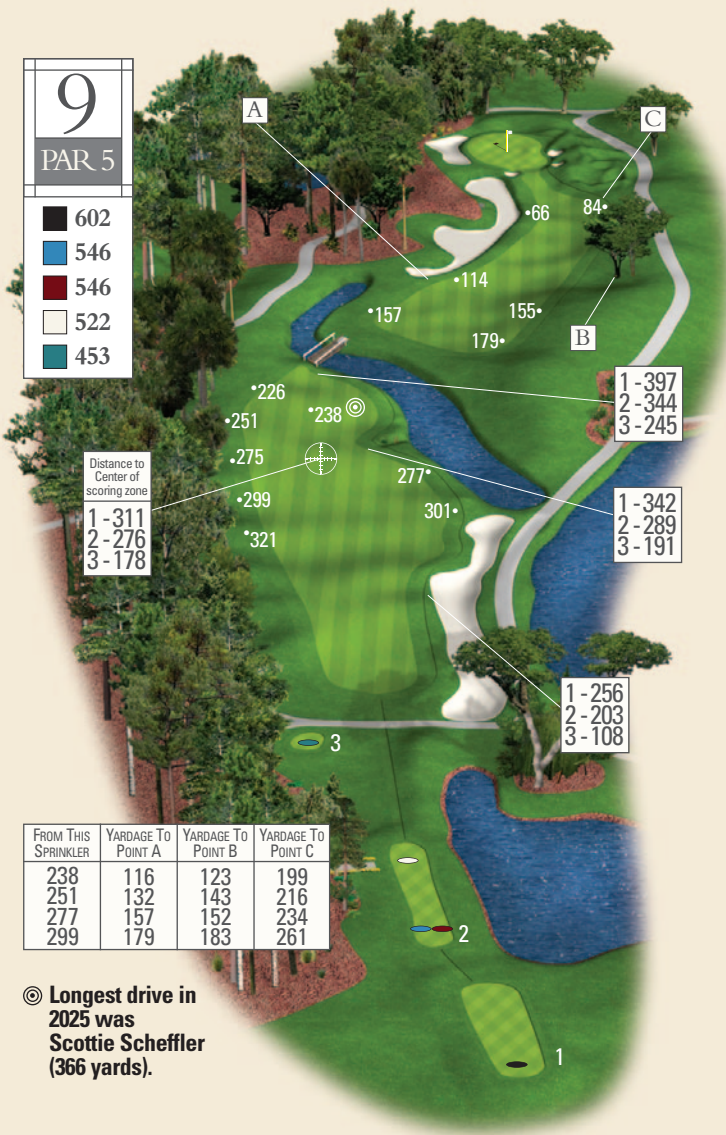 9
PAR 5
602
546
546
522
453
A
C
66
84
114
157
155
179
B
226
238
251
275
277
299
301
321
1 - 397
2 - 344
3 - 245
Distance to
Center of
scoring zone
1 - 311
2 - 276
3 - 178
1 - 342
2 - 289
3 - 191
1 - 256
2 - 203
3 - 108
3
2
1
FROM THIS SPRINKLER YARDAGE TO POINT A YARDAGE TO POINT B YARDAGE TO POINT C
238 116 123 199
251 132 143 216
277 157 152 234
299 179 183 261
Longest drive in
2025 was
Scottie Scheffler
(366 yards).